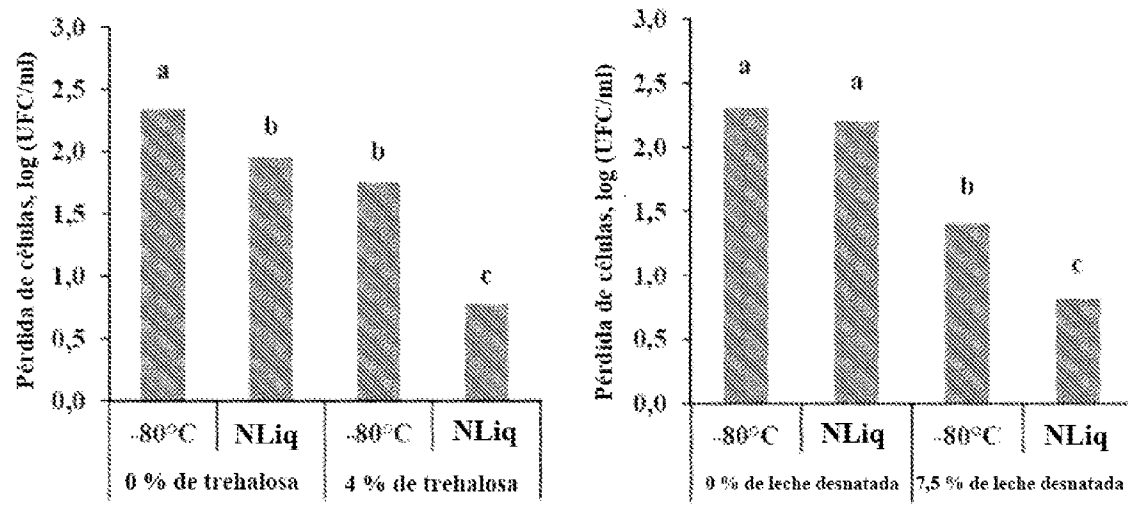 Pérdida de células, log (UFC/ml)
3,0
2,5
2,0
1,5
1,0
0,5
0,0
a
b
b
c
-80°C
NLiq
-80°C
NLiq
0 % de trehalosa
4 % de trehalosa
Pérdida de células, log (UFC/ml)
3,0
2,5
2,0
1,5
1,0
0,5
0,0
a
a
b
c
-80°C
NLiq
-80°C
NLiq
0 % de leche desnatada
7,5 % de leche desnatada